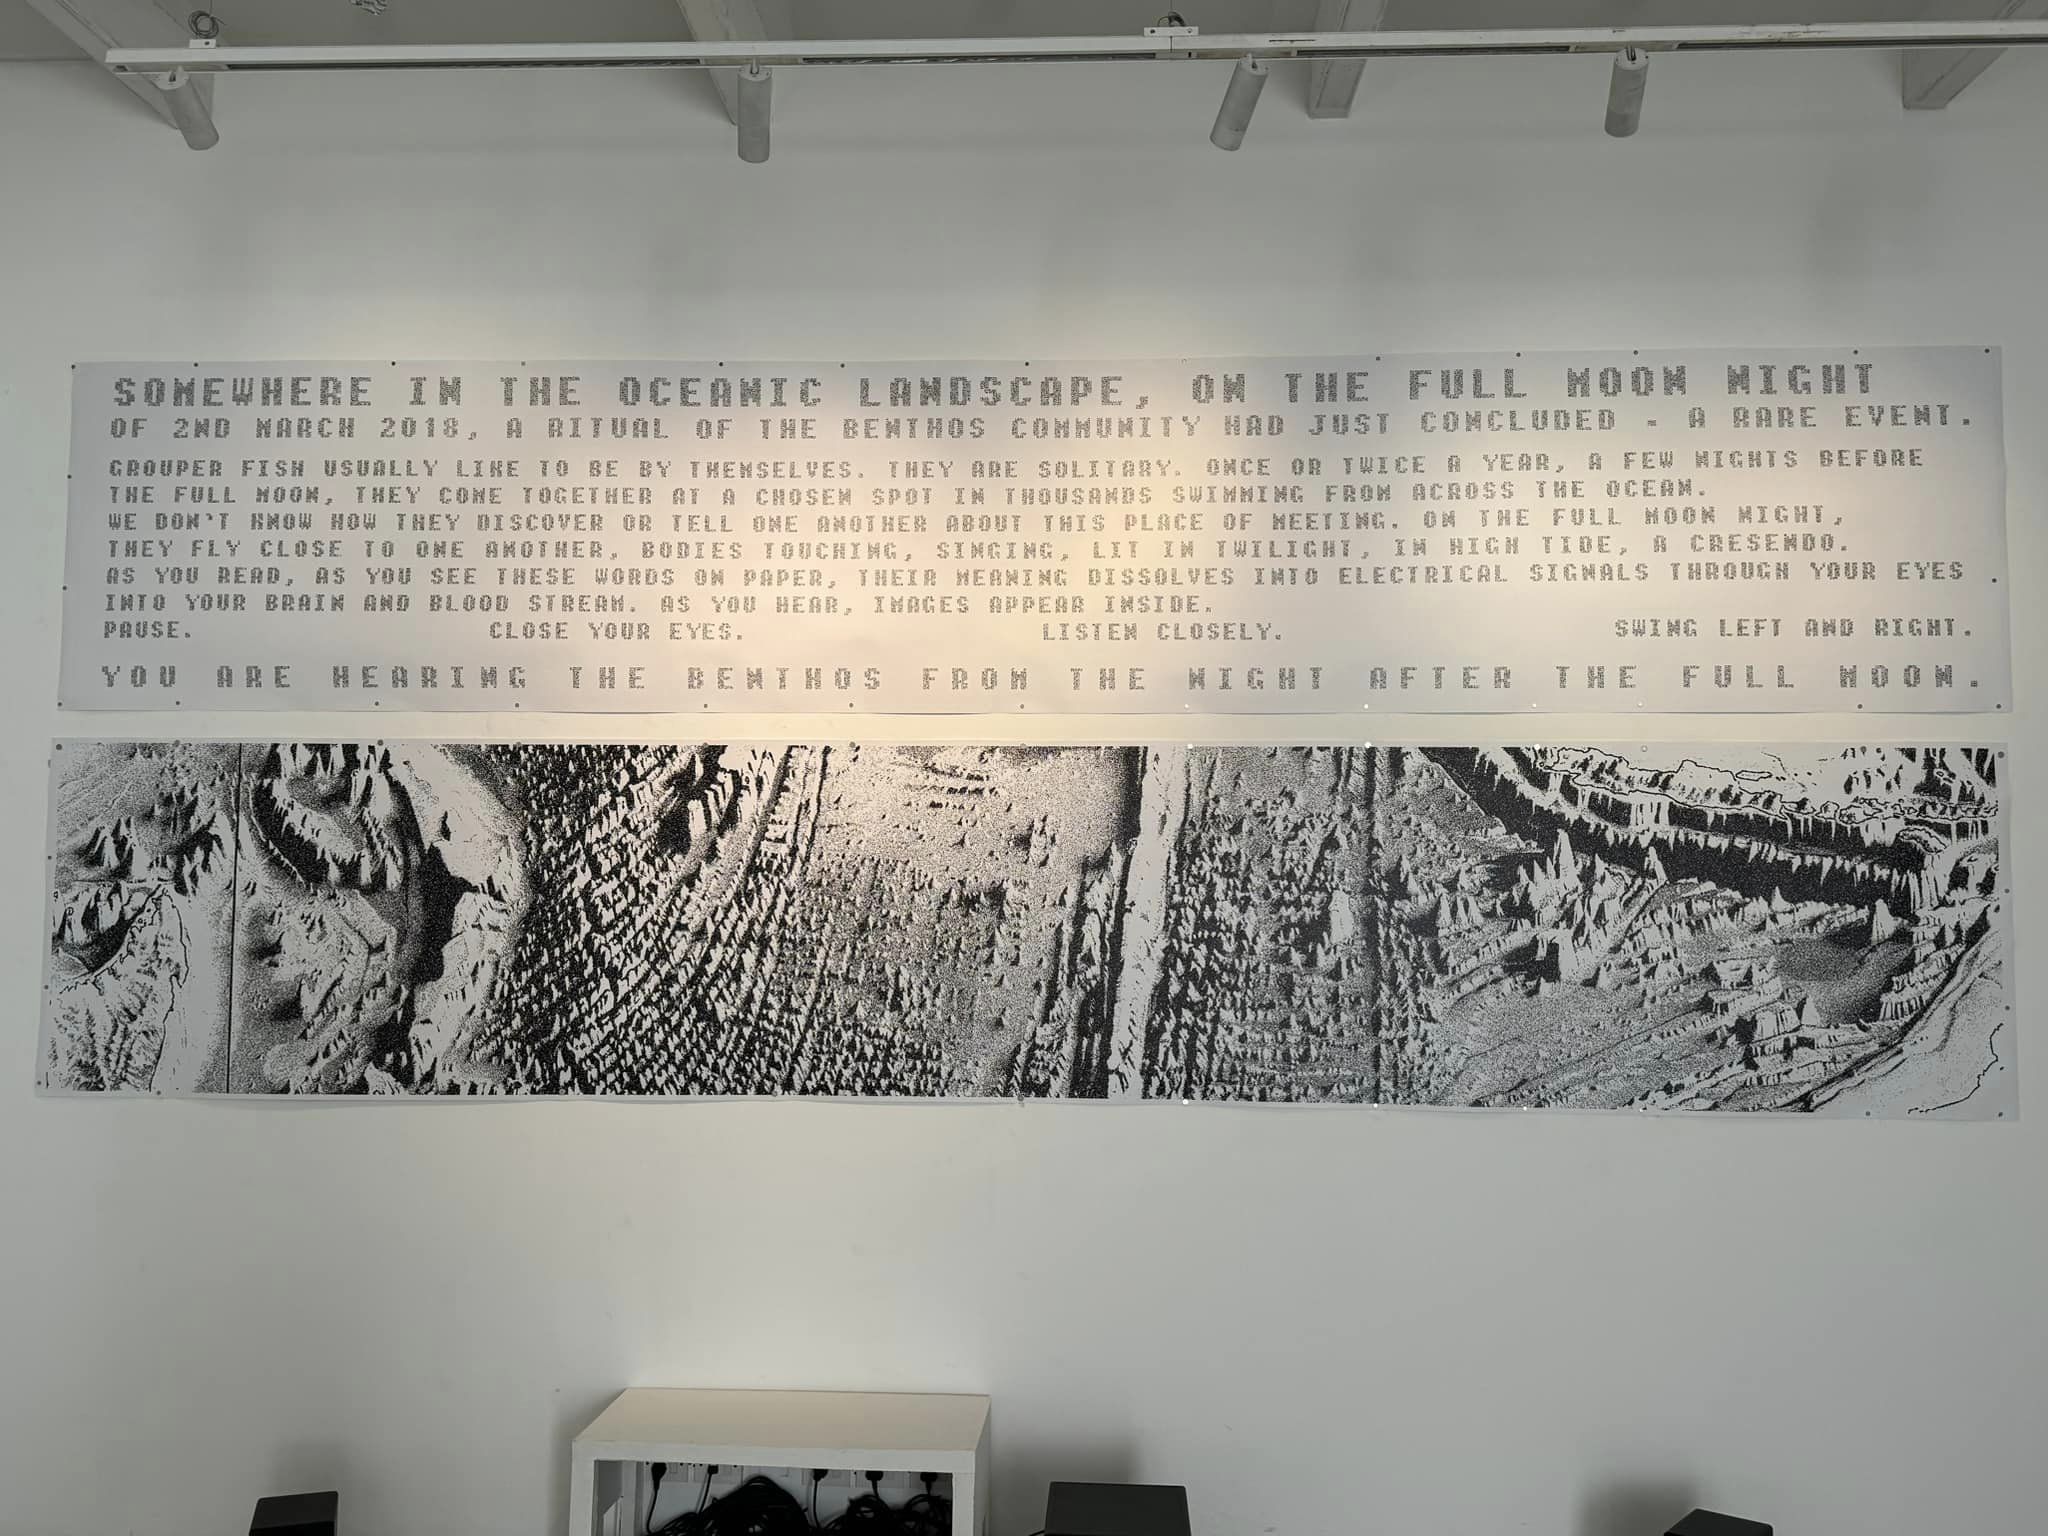 SOMEWHERE IN THE OCEANIC LANDSCAPE, ON THE FULL MOON NIGHT
OF 2ND MARCH 2018, A RITUAL OF THE BENTHOS COMMUNITY HAD JUST CONCLUDED - A RARE EVENT.
GROUPER FISH USUALLY LIKE TO BE BY THEMSELVES. THEY ARE SOLITARY. ONCE OR TWICE A YEAR, A FEW NIGHTS BEFORE
THE FULL MOON, THEY COME TOGETHER AT A CHOSEN SPOT IN THOUSANDS SWIMMING FROM ACROSS THE OCEAN.
WE DON'T KNOW HOW THEY DISCOVER OR TELL ONE ANOTHER ABOUT THIS PLACE OF MEETING. ON THE FULL MOON NIGHT,
THEY FLY CLOSE TO ONE ANOTHER, BODIES TOUCHING, SINGING, LIT IN TWILIGHT, IN HIGH TIDE, A CRESENDO.
AS YOU READ, AS YOU SEE THESE WORDS ON PAPER, THEIR MEANING DISSOLVES INTO ELECTRICAL SIGNALS THROUGH YOUR EYES
INTO YOUR BRAIN AND BLOOD STREAM. AS YOU HEAR, IMAGES APPEAR INSIDE.
PAUSE. CLOSE YOUR EYES. LISTEN CLOSELY. SWING LEFT AND RIGHT.
YOU ARE HEARING THE BENTHOS FROM THE NIGHT AFTER THE FULL MOON.